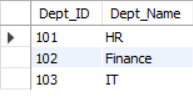 Dept_ID Dept_Name
101 HR
102 Finance
103 IT